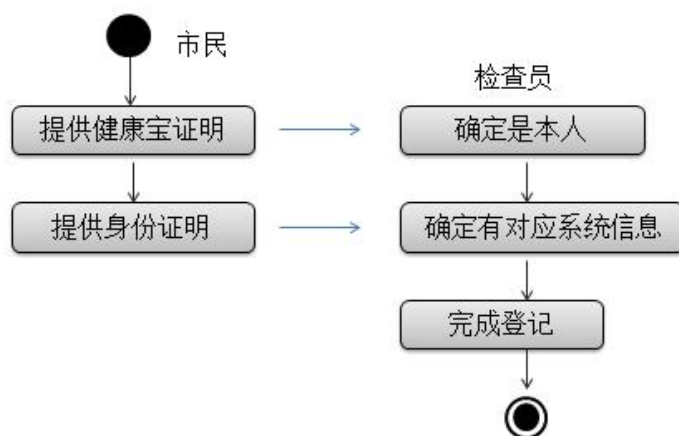 市民
检查员
提供健康宝证明
确定是本人
提供身份证明
确定有对应系统信息
完成登记